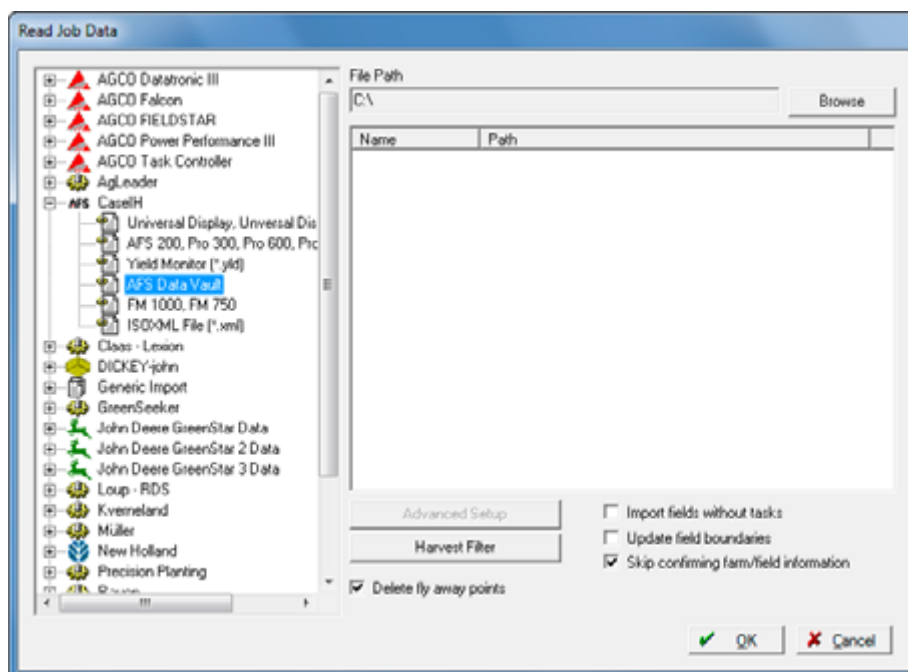 Read Job Data
AGCO Datatronic III
AGCO Falcon
AGCO FIELDSTAR
AGCO Power Performance III
AGCO Task Controller
AgLeader
AFS CaseIH
Universal Display, Unversal Dis
AFS 200, Pro 300, Pro 600, Pro
Yield Monitor (*.yld)
AFS Data Vault
FM 1000, FM 750
ISOXML File (*.xml)
Claas - Lexion
DICKEY-john
Generic Import
GreenSeeker
John Deere GreenStar Data
John Deere GreenStar 2 Data
John Deere GreenStar 3 Data
Loup - RDS
Kverneland
Müller
New Holland
Precision Planting
File Path
C:\
Browse
Name Path
Advanced Setup
Harvest Filter
Delete fly away points
Import fields without tasks
Update field boundaries
Skip confirming farm/field information
OK Cancel